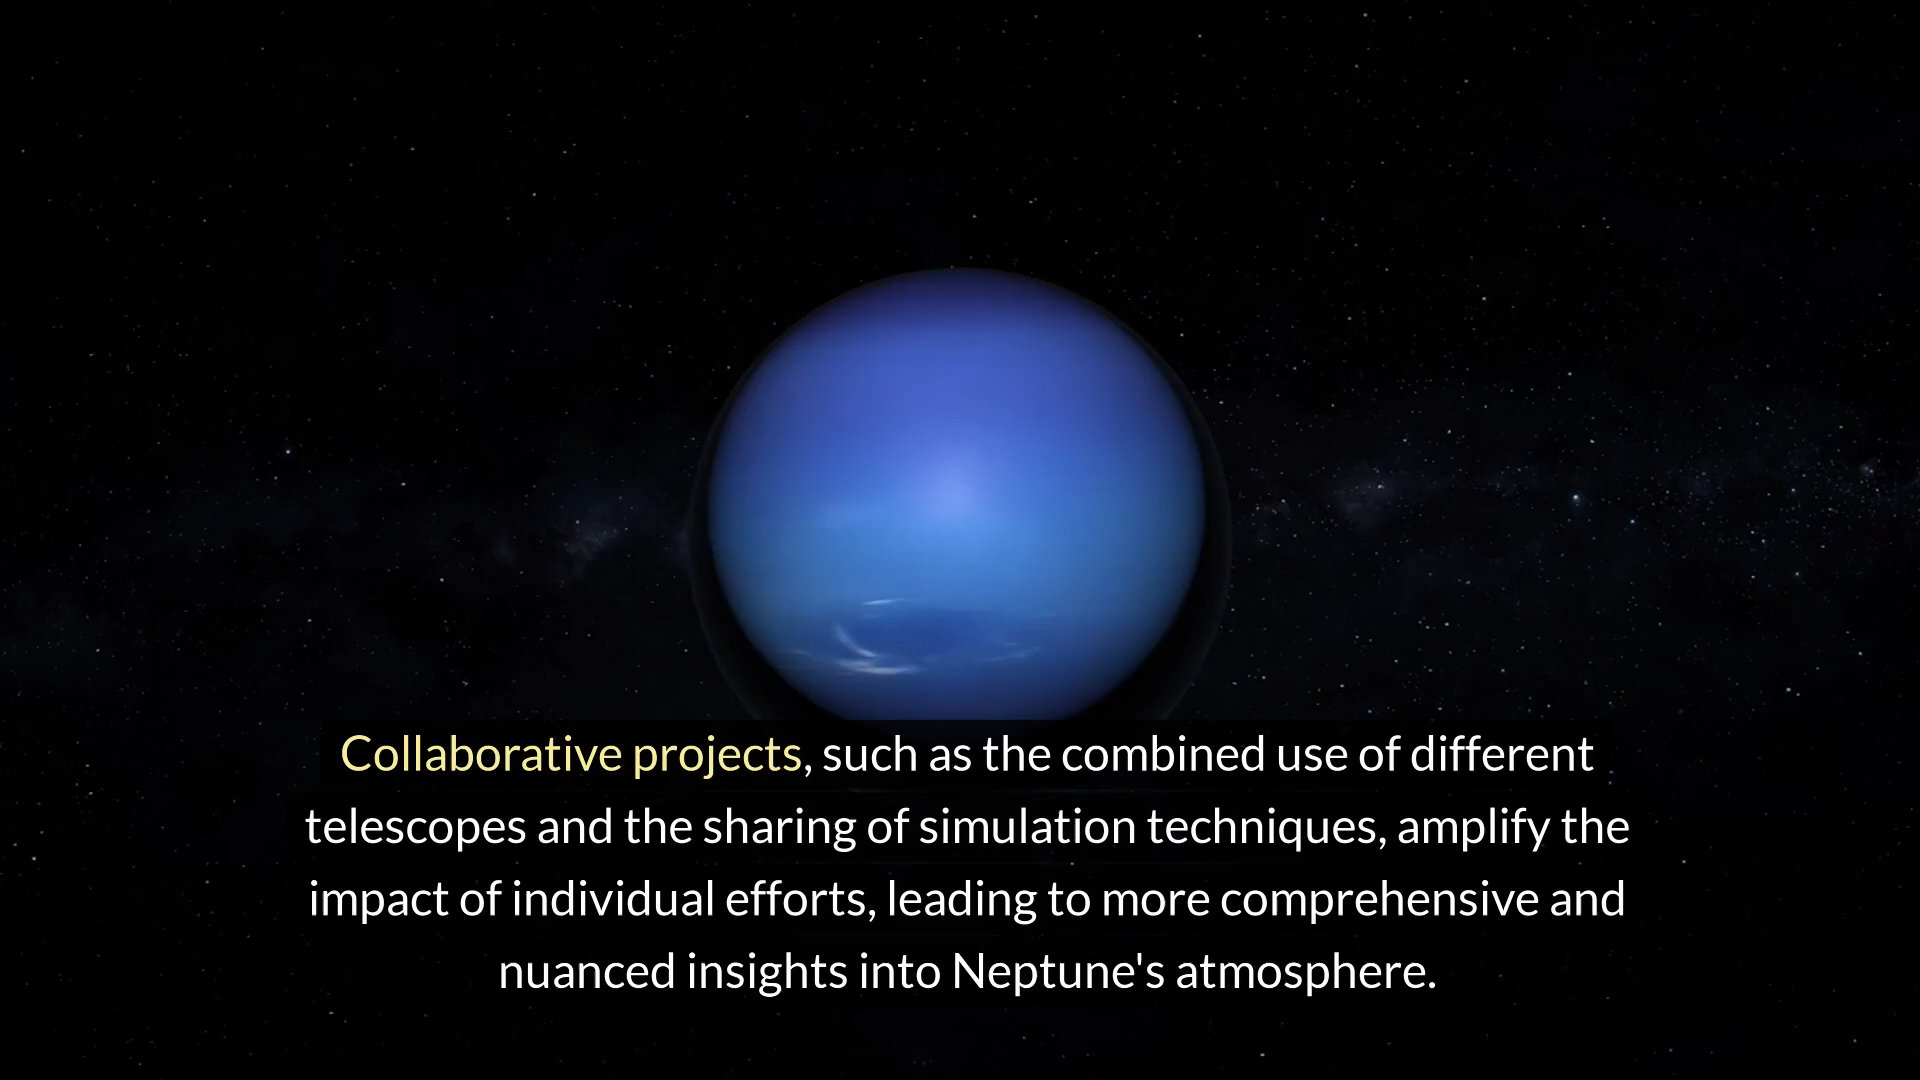 Collaborative projects, such as the combined use of different
telescopes and the sharing of simulation techniques, amplify the
impact of individual efforts, leading to more comprehensive and
nuanced insights into Neptune's atmosphere.